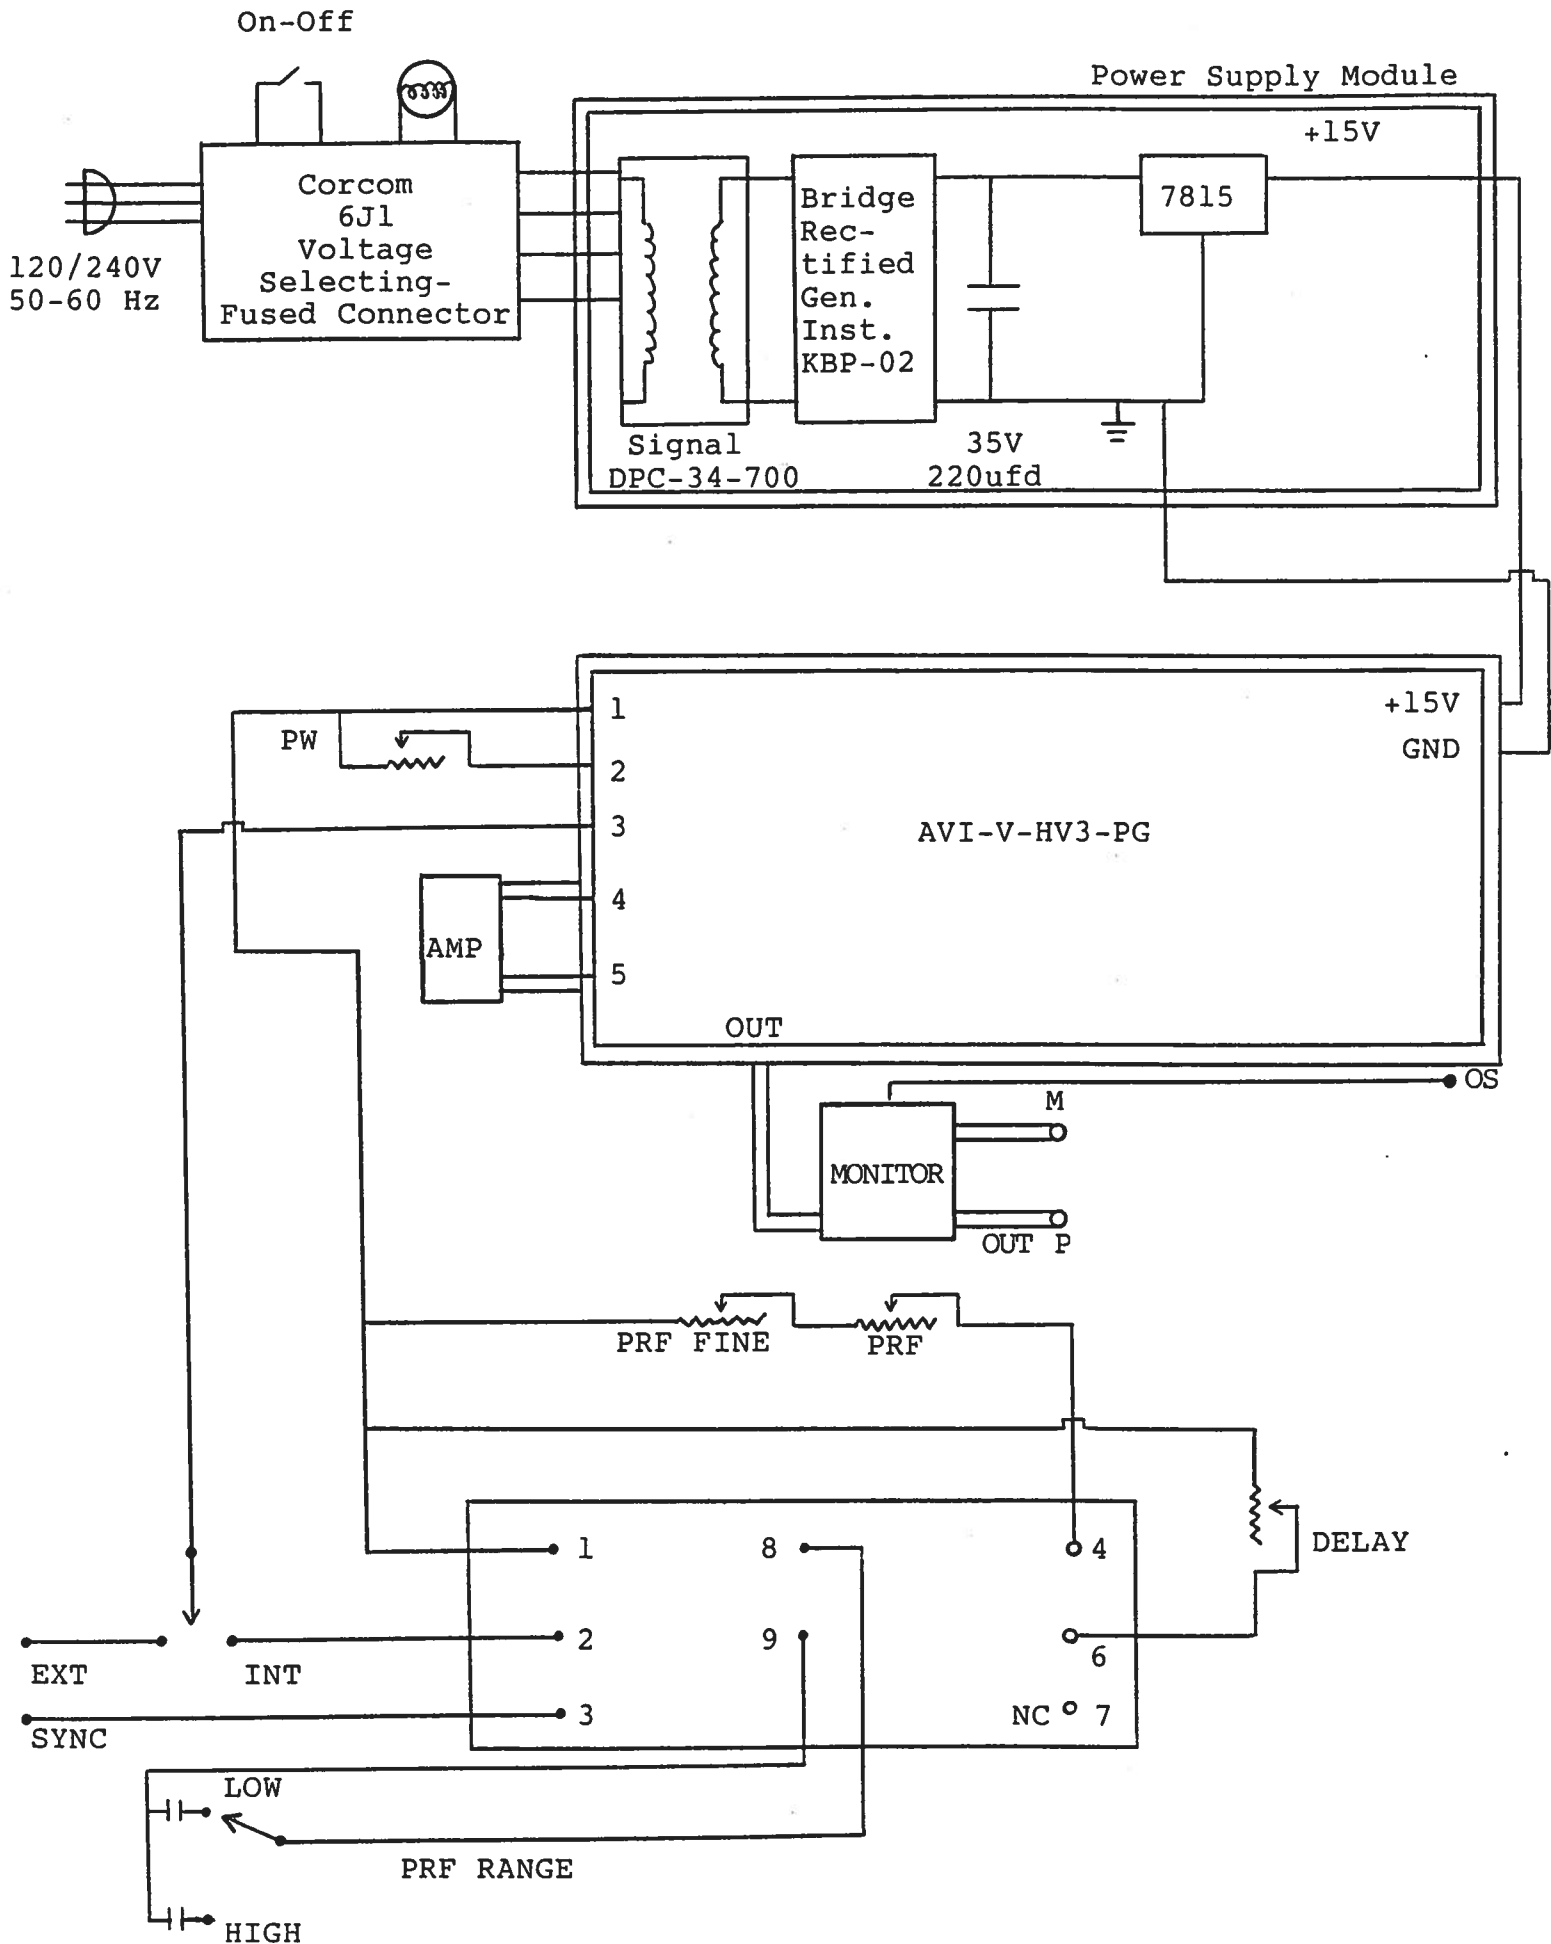 On-Off
Power Supply Module
+15V
Corcom
6J1
Voltage
Selecting-
Fused Connector
120/240V
50-60 Hz
Bridge
Rec-
tified
Gen.
Inst.
KBP-02
7815
Signal
DPC-34-700
35V
220ufd
1
+15V
PW
GND
2
3
AVI-V-HV3-PG
4
AMP
5
OUT
OS
M
MONITOR
OUT P
PRF FINE
PRF
DELAY
1
8
4
2
9
6
EXT
INT
3
NC
7
SYNC
LOW
PRF RANGE
HIGH